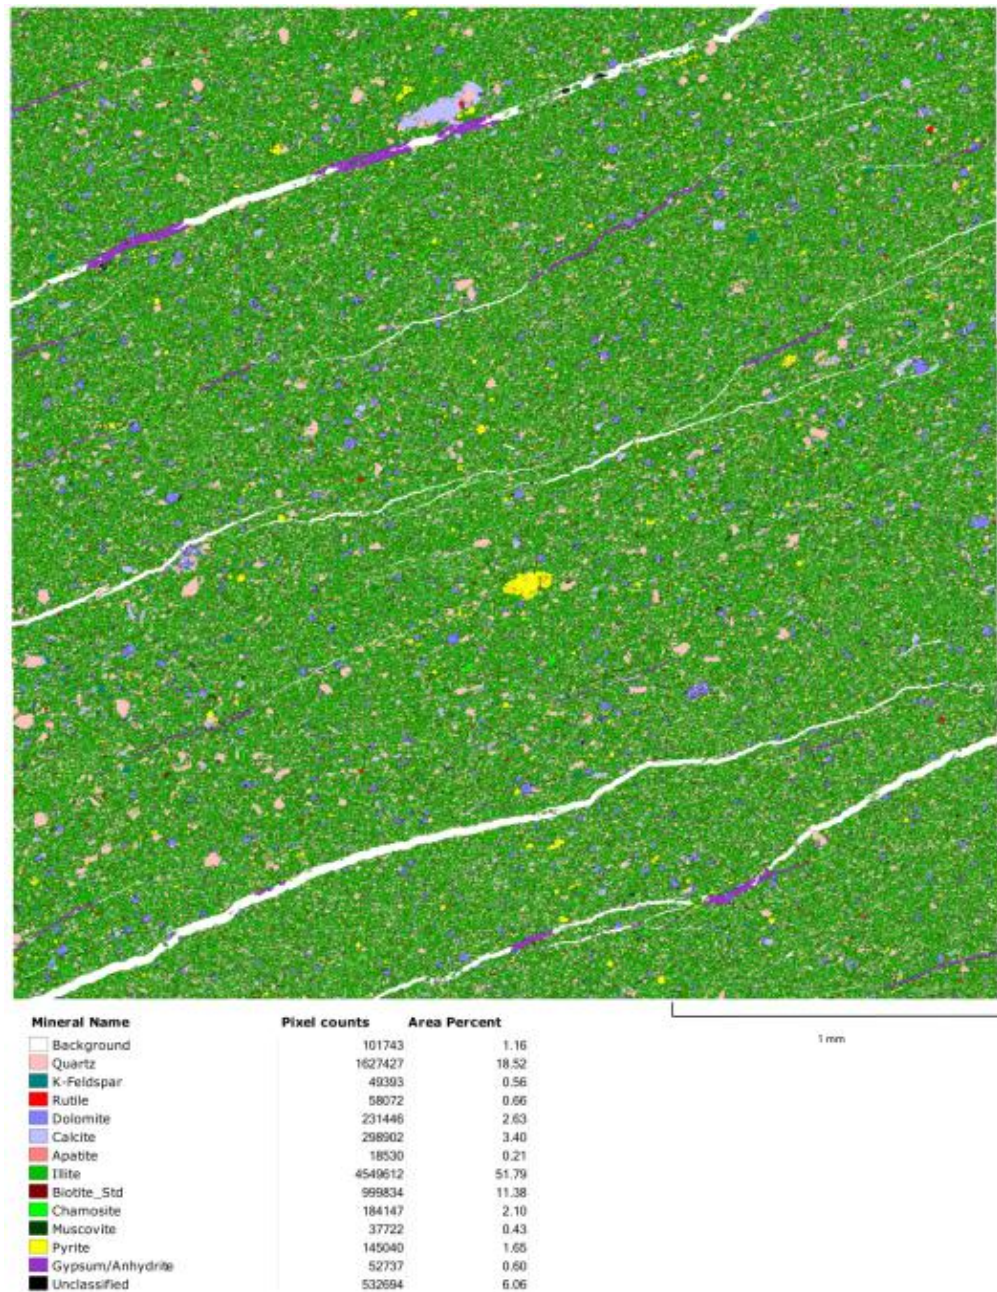 1 mm
Mineral Name Pixel counts Area Percent
Background 101743 1.16
Quartz 1627427 18.52
K-Feldspar 49393 0.56
Rutile 58072 0.66
Dolomite 231446 2.63
Calcite 298902 3.40
Apatite 18530 0.21
Illite 4549612 51.79
Biotite_Std 999834 11.38
Chamosite 184147 2.10
Muscovite 37722 0.43
Pyrite 145040 1.65
Gypsum/Anhydrite 52737 0.60
Unclassified 532694 6.06